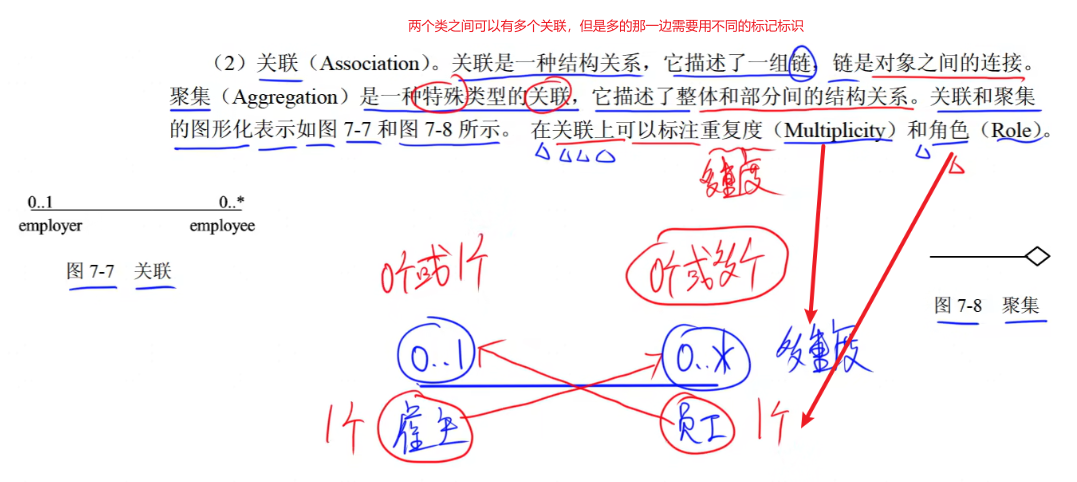 两个类之间可以有多个关联，但是多的那一边需要用不同的标记标识
（2）关联（Association）。关联是一种结构关系，它描述了一组链，链是对象之间的连接。
聚集（Aggregation）是一种特殊类型的关联，它描述了整体和部分间的结构关系。关联和聚集
的图形化表示如图 7-7 和图 7-8 所示。 在关联上可以标注重复度（Multiplicity）和角色（Role）。
多重度
0..1 0..*
employer employee
图 7-7 关联
0个或1个 0个或多个
图 7-8 聚集
0..1 0..* 多重度
1个 雇主 员工 1个